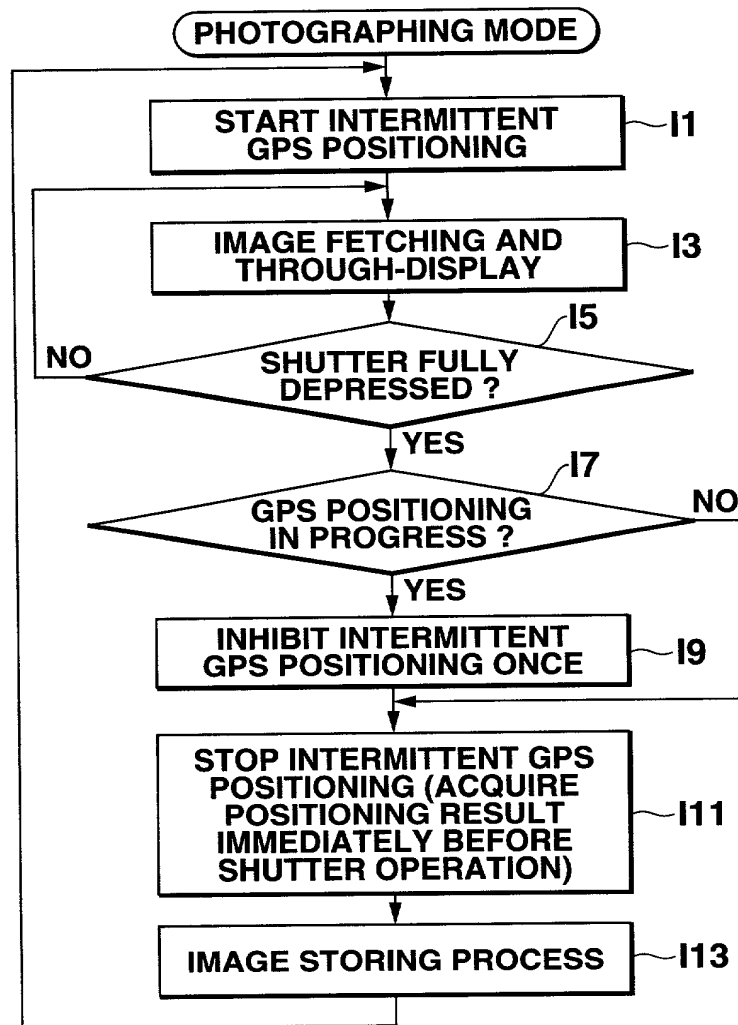 PHOTOGRAPHING MODE
START INTERMITTENT
GPS POSITIONING
I1
IMAGE FETCHING AND
THROUGH-DISPLAY
I3
I5
NO
SHUTTER FULLY
DEPRESSED ?
YES
I7
GPS POSITIONING
IN PROGRESS ?
NO
YES
INHIBIT INTERMITTENT
GPS POSITIONING ONCE
I9
STOP INTERMITTENT GPS
POSITIONING (ACQUIRE
POSITIONING RESULT
IMMEDIATELY BEFORE
SHUTTER OPERATION)
I11
IMAGE STORING PROCESS
I13